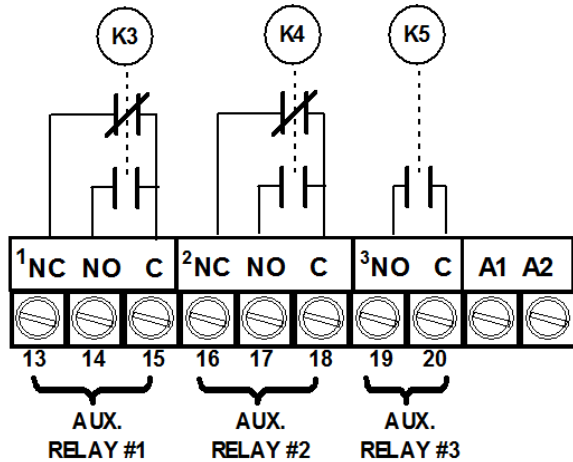 K3 K4 K5
1NC NO C 2NC NO C 3NO C A1 A2
13 14 15 16 17 18 19 20
AUX. AUX. AUX.
RELAY #1 RELAY #2 RELAY #3